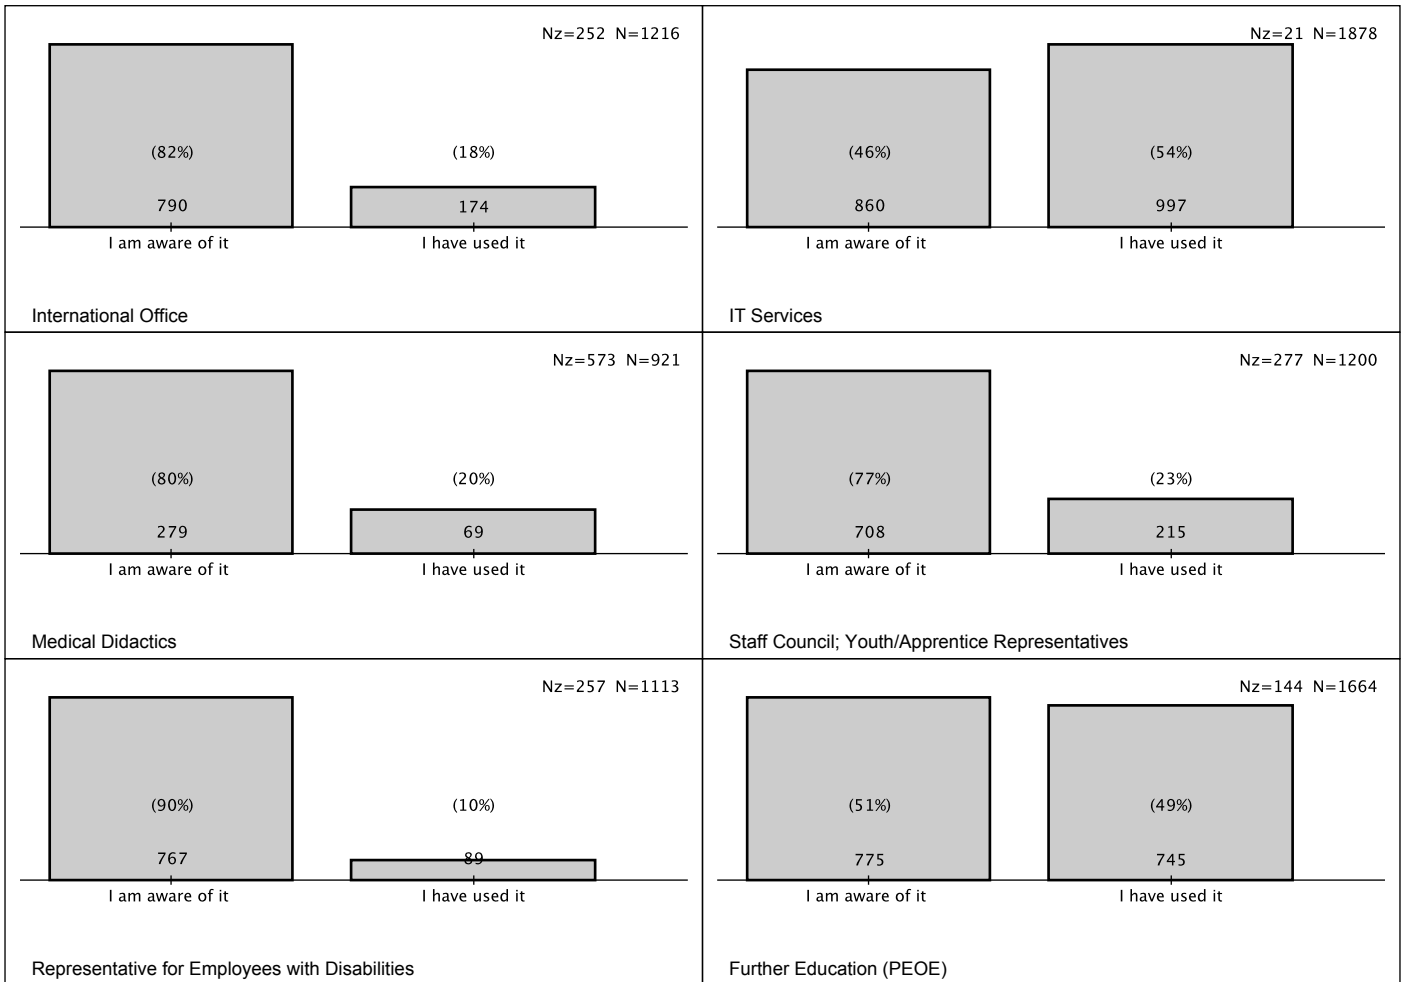 Nz=252 N=1216
(82%) (18%)
790 174
I am aware of it I have used it
International Office
Nz=21 N=1878
(46%) (54%)
860 997
I am aware of it I have used it
IT Services
Nz=573 N=921
(80%) (20%)
279 69
I am aware of it I have used it
Medical Didactics
Nz=277 N=1200
(77%) (23%)
708 215
I am aware of it I have used it
Staff Council; Youth/Apprentice Representatives
Nz=257 N=1113
(90%) (10%)
767 89
I am aware of it I have used it
Representative for Employees with Disabilities
Nz=144 N=1664
(51%) (49%)
775 745
I am aware of it I have used it
Further Education (PEOE)